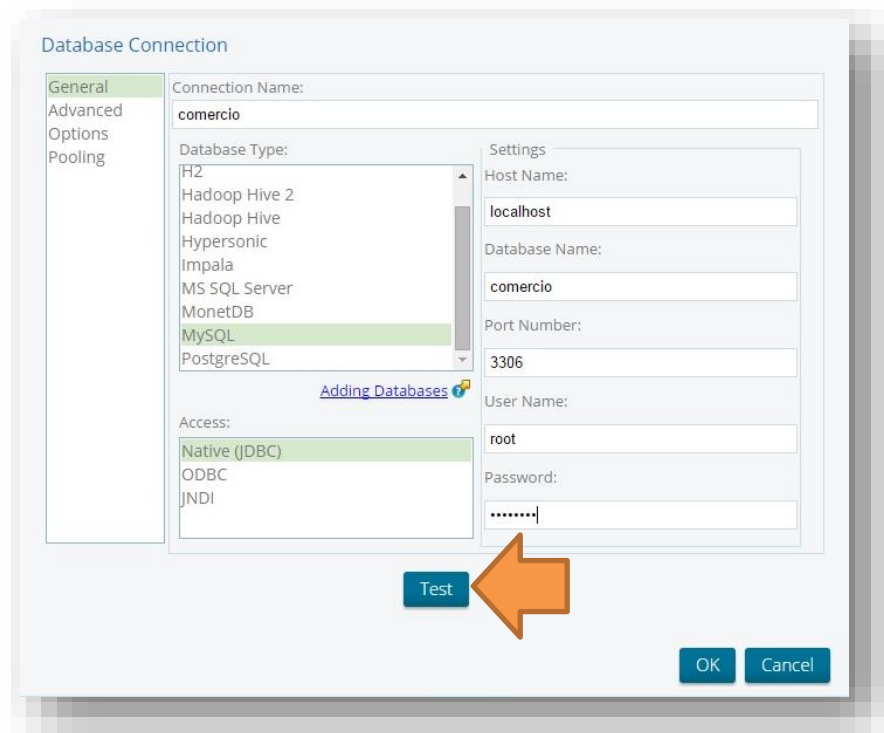 Database Connection
General
Advanced
Options
Pooling
Connection Name:
comercio
Database Type:
H2
Hadoop Hive 2
Hadoop Hive
Hypersonic
Impala
MS SQL Server
MonetDB
MySQL
PostgreSQL
Adding Databases
Access:
Native (JDBC)
ODBC
JNDI
Settings
Host Name:
localhost
Database Name:
comercio
Port Number:
3306
User Name:
root
Password:
••••••••
Test
OK
Cancel